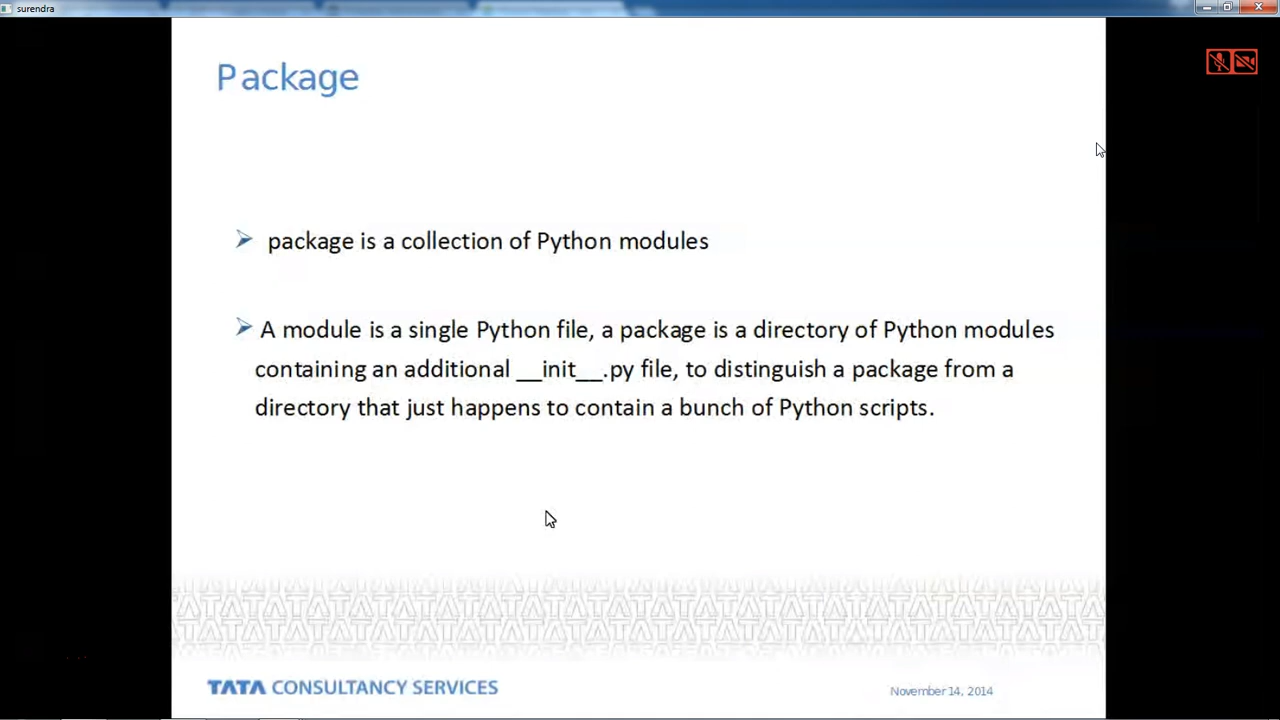 surendra
Package
package is a collection of Python modules
A module is a single Python file, a package is a directory of Python modules
containing an additional __init__.py file, to distinguish a package from a
directory that just happens to contain a bunch of Python scripts.
TATA CONSULTANCY SERVICES
November 14, 2014